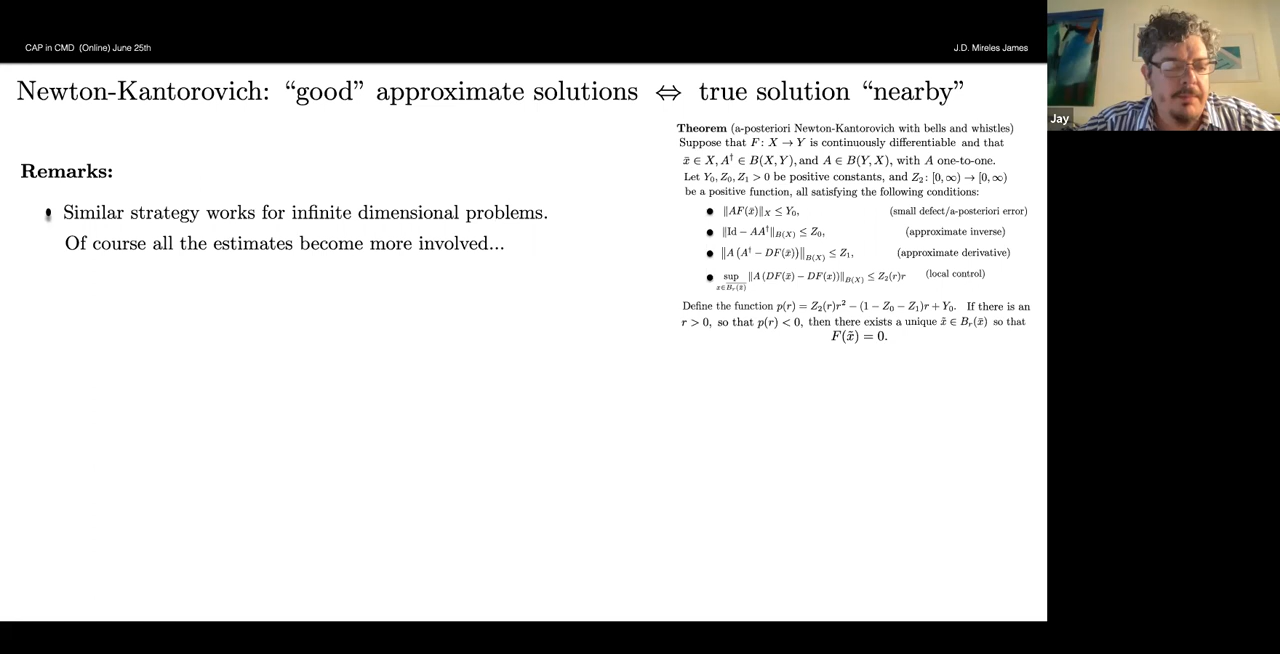 CAP in CMD (Online) June 25th
J.D. Mireles James
Newton-Kantorovich: “good” approximate solutions ⇔ true solution “nearby”
Jay
Remarks:
• Similar strategy works for infinite dimensional problems.
Of course all the estimates become more involved...
Theorem (a-posteriori Newton-Kantorovich with bells and whistles)
Suppose that F: X → Y is continuously differentiable and that
x̄ ∈ X, A† ∈ B(X, Y), and A ∈ B(Y, X), with A one-to-one.
Let Y₀, Z₀, Z₁ > 0 be positive constants, and Z₂: [0, ∞) → [0, ∞)
be a positive function, all satisfying the following conditions:
• ‖AF(x̄)‖_X ≤ Y₀, (small defect/a-posteriori error)
• ‖Id − AA†‖_{B(X)} ≤ Z₀, (approximate inverse)
• ‖A (A† − DF(x̄))‖_{B(X)} ≤ Z₁, (approximate derivative)
• sup_{x∈\overline{B_r(x̄)}} ‖A (DF(x̄) − DF(x))‖_{B(X)} ≤ Z₂(r)r (local control)
Define the function p(r) = Z₂(r)r² − (1 − Z₀ − Z₁)r + Y₀. If there is an
r > 0, so that p(r) < 0, then there exists a unique x̃ ∈ B_r(x̄) so that
F(x̃) = 0.